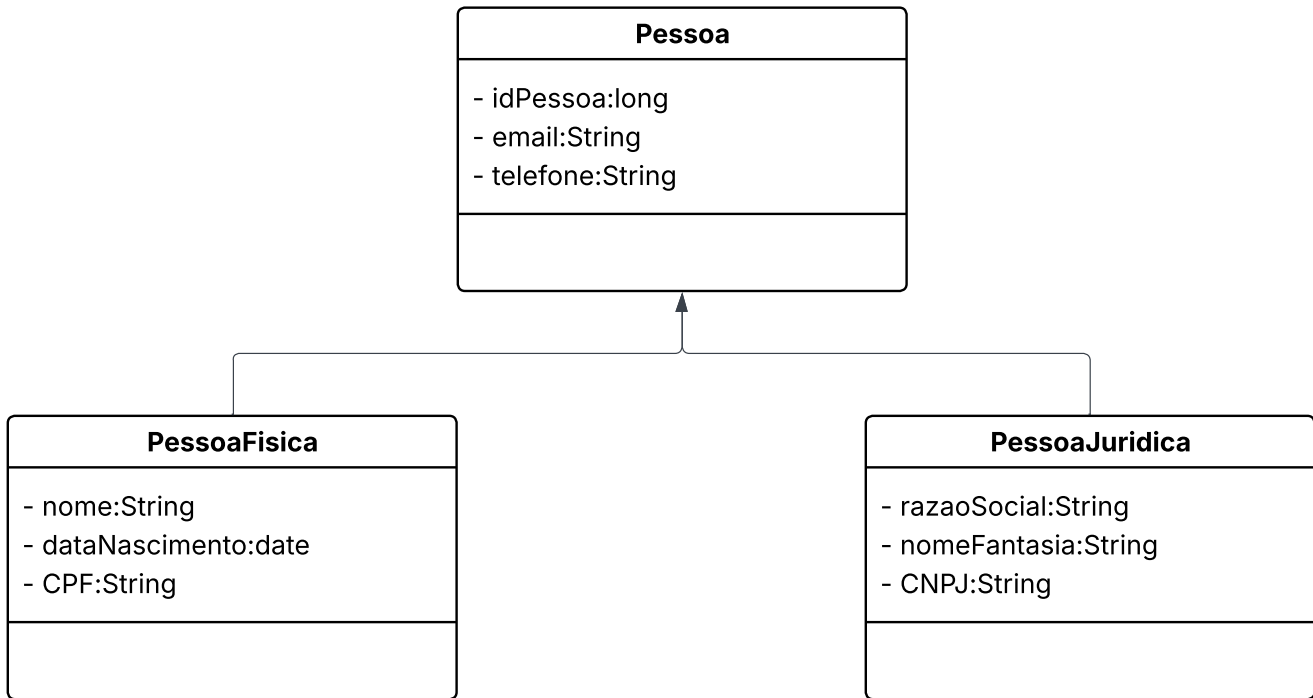 Pessoa
- idPessoa:long
- email:String
- telefone:String
PessoaFisica
- nome:String
- dataNascimento:date
- CPF:String
PessoaJuridica
- razaoSocial:String
- nomeFantasia:String
- CNPJ:String